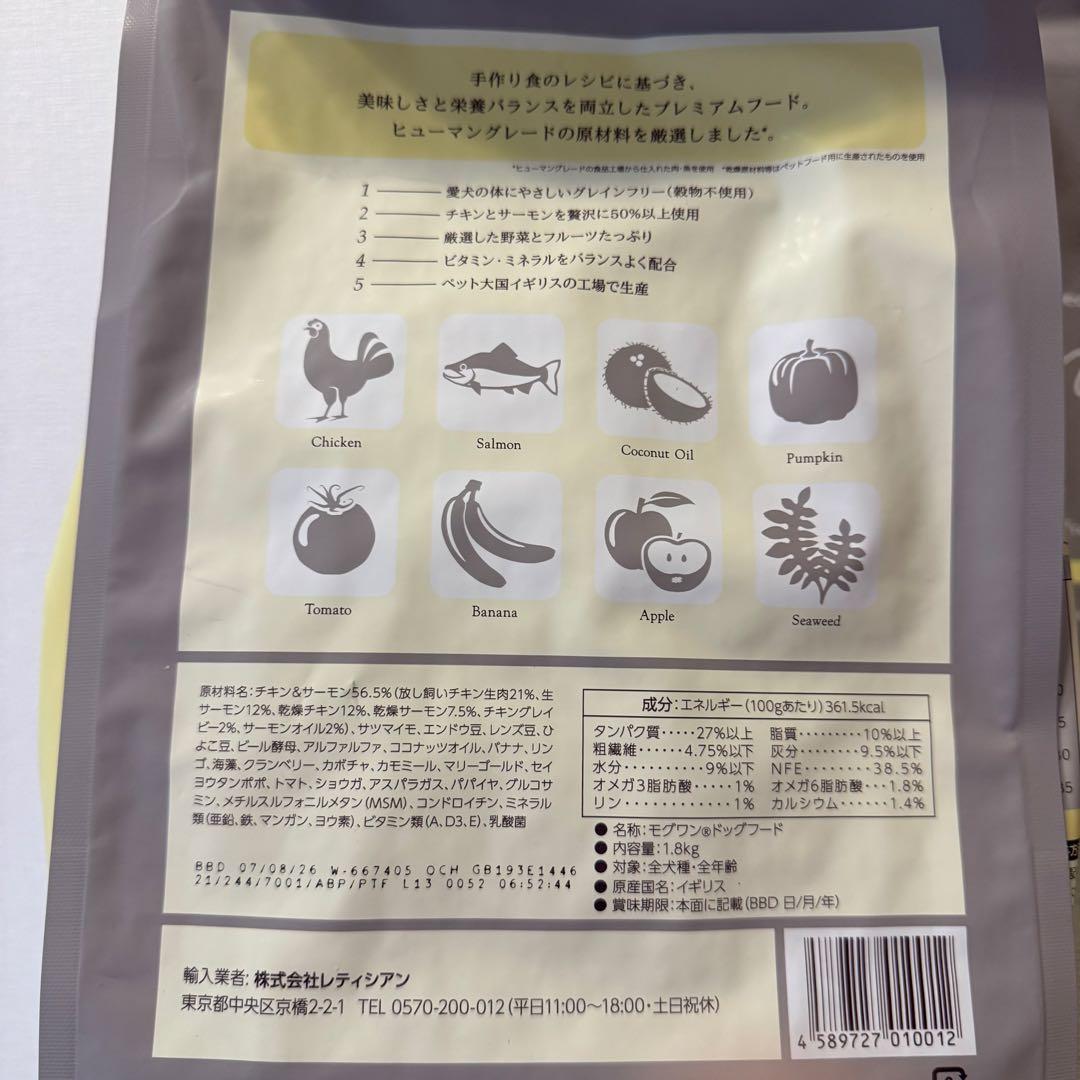 手作り食のレシピに基づき、
美味しさと栄養バランスを両立したプレミアムフード。
ヒューマングレードの原材料を厳選しました*。
*ヒューマングレードの食品工場から仕入れた肉・魚を使用 *乾燥原材料等はペットフード用に生産されたものを使用
1 愛犬の体にやさしいグレインフリー(穀物不使用)
2 チキンとサーモンを贅沢に50%以上使用
3 厳選した野菜とフルーツたっぷり
4 ビタミン・ミネラルをバランスよく配合
5 ペット大国イギリスの工場で生産
Chicken Salmon Coconut Oil Pumpkin
Tomato Banana Apple Seaweed
原材料名:チキン&サーモン56.5%(放し飼いチキン生肉21%、生
サーモン12%、乾燥チキン12%、乾燥サーモン7.5%、チキングレイ
ビー2%、サーモンオイル2%)、サツマイモ、エンドウ豆、レンズ豆、ひ
よこ豆、ビール酵母、アルファルファ、ココナッツオイル、バナナ、リン
ゴ、海藻、クランベリー、カボチャ、カモミール、マリーゴールド、セイ
ヨウタンポポ、トマト、ショウガ、アスパラガス、パパイヤ、グルコサ
ミン、メチルスルフォニルメタン(MSM)、コンドロイチン、ミネラル
類(亜鉛、鉄、マンガン、ヨウ素)、ビタミン類(A、D3、E)、乳酸菌
BBD 07/08/26 W-667405 OCH GB193E1446
21/244/7001/ABP/PTF L13 0052 06:52:44
成分:エネルギー(100gあたり)361.5kcal
タンパク質・・・・・27%以上 脂質・・・・・・・・・10%以上
粗繊維・・・・・・4.75%以下 灰分・・・・・・・・9.5%以下
水分・・・・・・・・・・9%以下 NFE・・・・・・・・38.5%
オメガ3脂肪酸・・・・・1% オメガ6脂肪酸・・・1.8%
リン・・・・・・・・・・・・1% カルシウム・・・・・・1.4%
● 名称:モグワン®ドッグフード
● 内容量:1.8kg
● 対象:全犬種・全年齢
● 原産国名:イギリス
● 賞味期限:本面に記載(BBD 日/月/年)
輸入業者:株式会社レティシアン
東京都中央区京橋2-2-1 TEL 0570-200-012(平日11:00〜18:00・土日祝休)
4 589727 010012